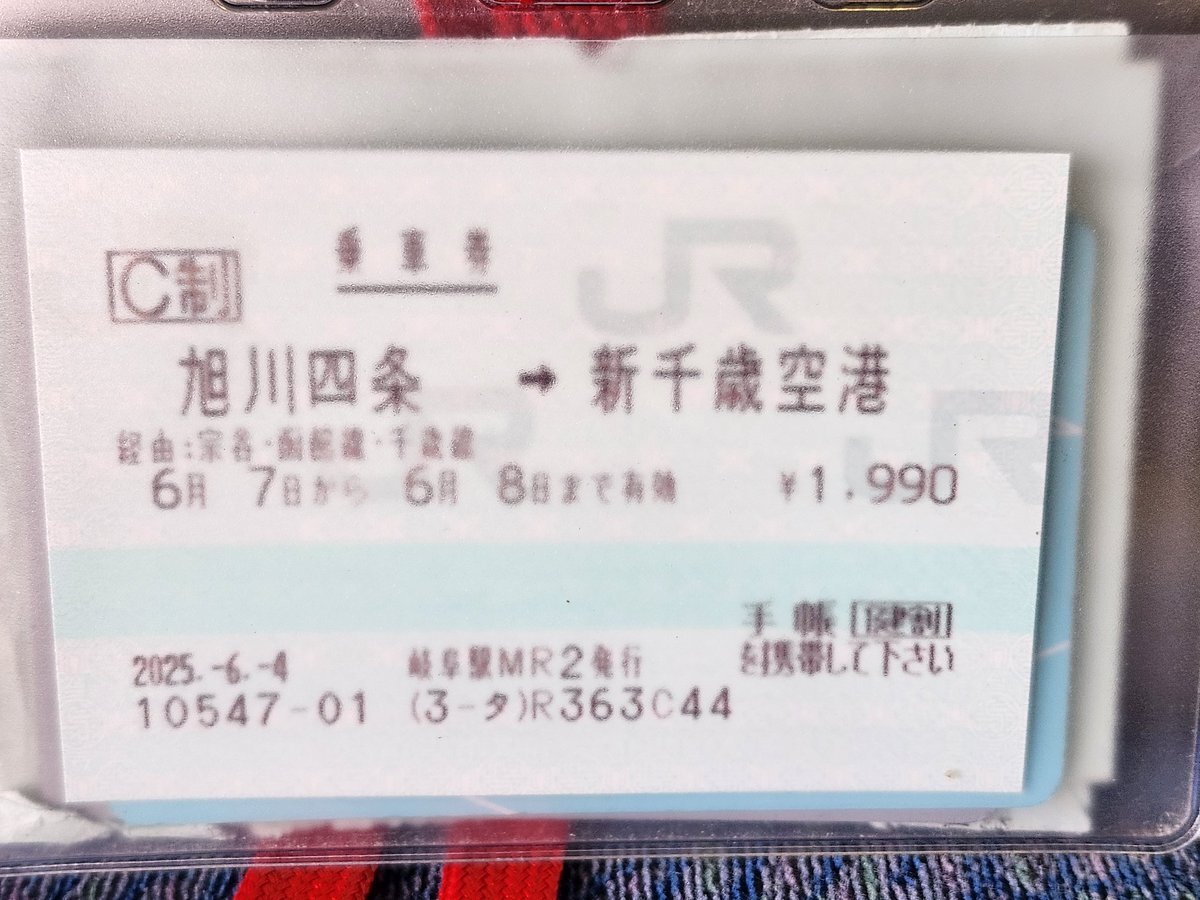 乗車券
C制
JR
旭川四条 → 新千歳空港
経由:宗谷・函館線・千歳線
6月 7日から 6月 8日まで有効 ¥1,990
手帳 健割
を携帯して下さい
2025.-6.-4 岐阜駅MR2発行
10547-01 (3-タ)R363C44